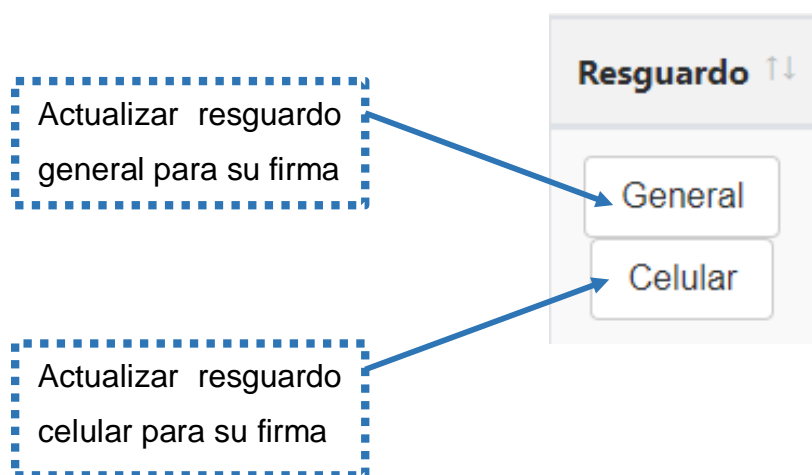 Resguardo ↑↓
Actualizar resguardo
general para su firma
General
Celular
Actualizar resguardo
celular para su firma